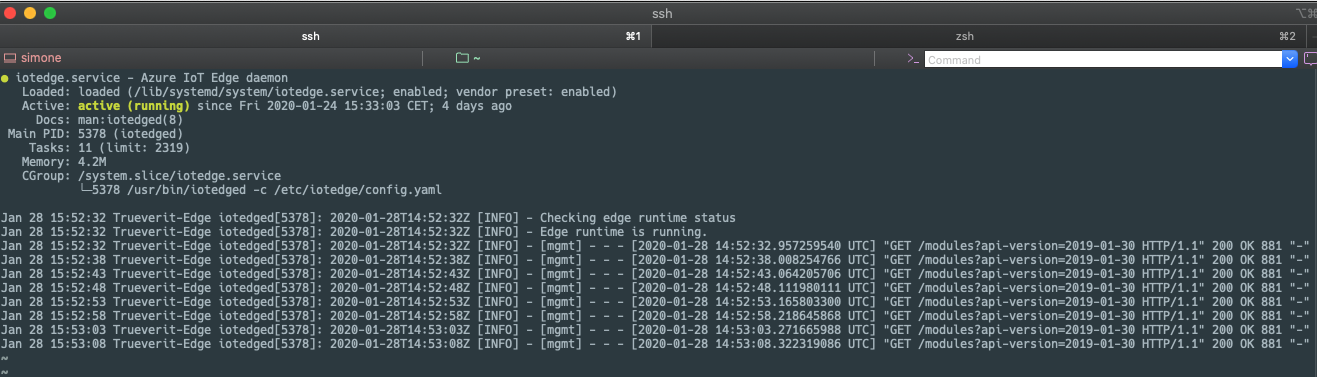 ssh
⌥⌘
ssh ⌘1 zsh ⌘2
simone ~ >_ Command
● iotedge.service - Azure IoT Edge daemon
Loaded: loaded (/lib/systemd/system/iotedge.service; enabled; vendor preset: enabled)
Active: active (running) since Fri 2020-01-24 15:33:03 CET; 4 days ago
Docs: man:iotedged(8)
Main PID: 5378 (iotedged)
Tasks: 11 (limit: 2319)
Memory: 4.2M
CGroup: /system.slice/iotedge.service
└─5378 /usr/bin/iotedged -c /etc/iotedge/config.yaml
Jan 28 15:52:32 Trueverit-Edge iotedged[5378]: 2020-01-28T14:52:32Z [INFO] - Checking edge runtime status
Jan 28 15:52:32 Trueverit-Edge iotedged[5378]: 2020-01-28T14:52:32Z [INFO] - Edge runtime is running.
Jan 28 15:52:32 Trueverit-Edge iotedged[5378]: 2020-01-28T14:52:32Z [INFO] - [mgmt] - - - [2020-01-28 14:52:32.957259540 UTC] "GET /modules?api-version=2019-01-30 HTTP/1.1" 200 OK 881 "-"
Jan 28 15:52:38 Trueverit-Edge iotedged[5378]: 2020-01-28T14:52:38Z [INFO] - [mgmt] - - - [2020-01-28 14:52:38.008254766 UTC] "GET /modules?api-version=2019-01-30 HTTP/1.1" 200 OK 881 "-"
Jan 28 15:52:43 Trueverit-Edge iotedged[5378]: 2020-01-28T14:52:43Z [INFO] - [mgmt] - - - [2020-01-28 14:52:43.064205706 UTC] "GET /modules?api-version=2019-01-30 HTTP/1.1" 200 OK 881 "-"
Jan 28 15:52:48 Trueverit-Edge iotedged[5378]: 2020-01-28T14:52:48Z [INFO] - [mgmt] - - - [2020-01-28 14:52:48.111980111 UTC] "GET /modules?api-version=2019-01-30 HTTP/1.1" 200 OK 881 "-"
Jan 28 15:52:53 Trueverit-Edge iotedged[5378]: 2020-01-28T14:52:53Z [INFO] - [mgmt] - - - [2020-01-28 14:52:53.165803300 UTC] "GET /modules?api-version=2019-01-30 HTTP/1.1" 200 OK 881 "-"
Jan 28 15:52:58 Trueverit-Edge iotedged[5378]: 2020-01-28T14:52:58Z [INFO] - [mgmt] - - - [2020-01-28 14:52:58.218645868 UTC] "GET /modules?api-version=2019-01-30 HTTP/1.1" 200 OK 881 "-"
Jan 28 15:53:03 Trueverit-Edge iotedged[5378]: 2020-01-28T14:53:03Z [INFO] - [mgmt] - - - [2020-01-28 14:53:03.271665988 UTC] "GET /modules?api-version=2019-01-30 HTTP/1.1" 200 OK 881 "-"
Jan 28 15:53:08 Trueverit-Edge iotedged[5378]: 2020-01-28T14:53:08Z [INFO] - [mgmt] - - - [2020-01-28 14:53:08.322319086 UTC] "GET /modules?api-version=2019-01-30 HTTP/1.1" 200 OK 881 "-"
~
~